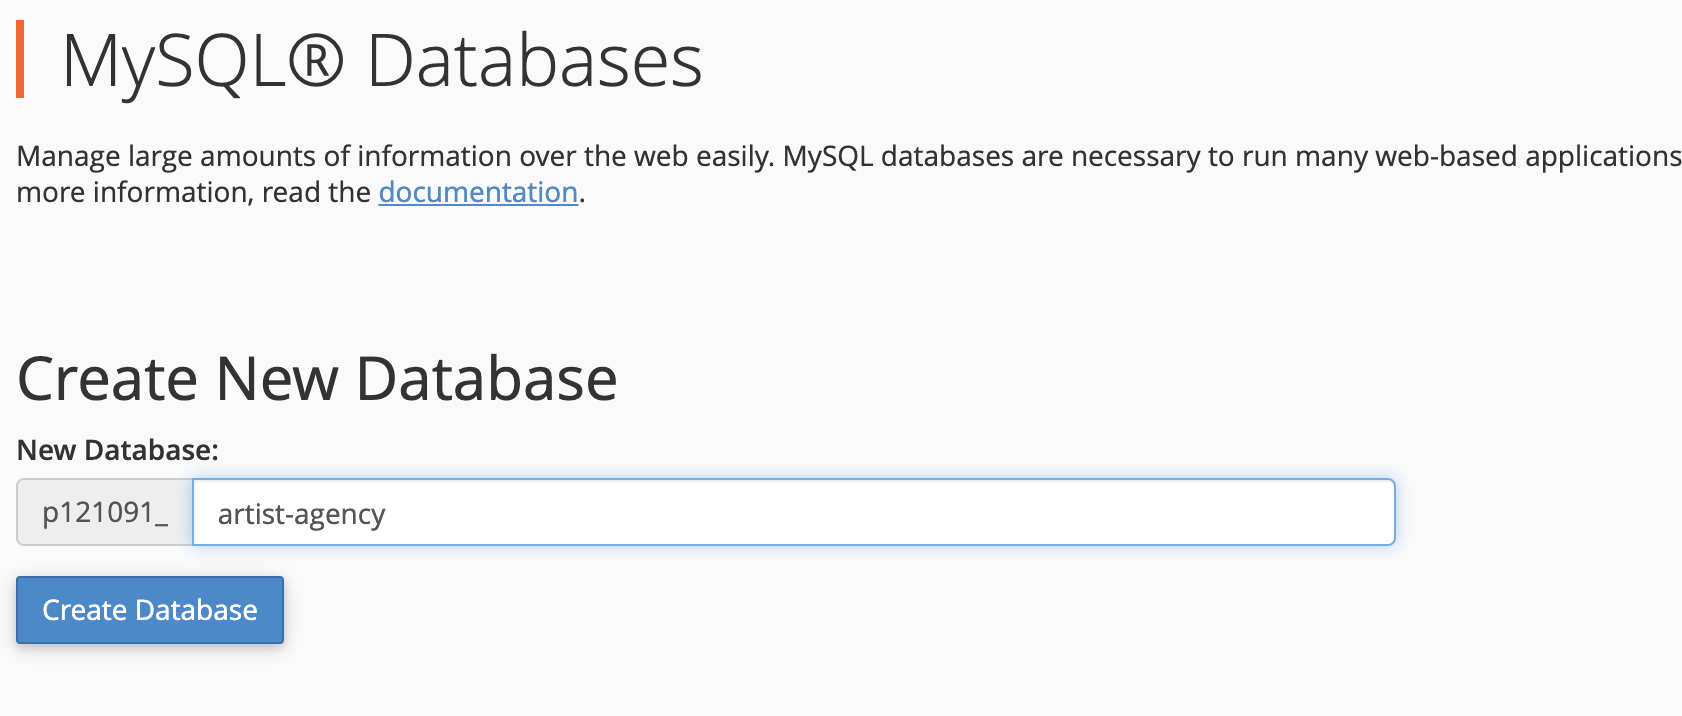 MySQL® Databases
Manage large amounts of information over the web easily. MySQL databases are necessary to run many web-based applications
more information, read the documentation.
Create New Database
New Database:
p121091_ artist-agency
Create Database